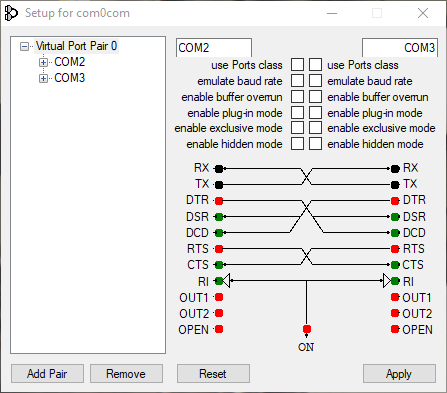 Setup for com0com
Virtual Port Pair 0
COM2
COM3
COM2 COM3
use Ports class use Ports class
emulate baud rate emulate baud rate
enable buffer overrun enable buffer overrun
enable plug-in mode enable plug-in mode
enable exclusive mode enable exclusive mode
enable hidden mode enable hidden mode
RX RX
TX TX
DTR DTR
DSR DSR
DCD DCD
RTS RTS
CTS CTS
RI RI
OUT1 OUT1
OUT2 OUT2
OPEN OPEN
ON
Add Pair Remove Reset Apply